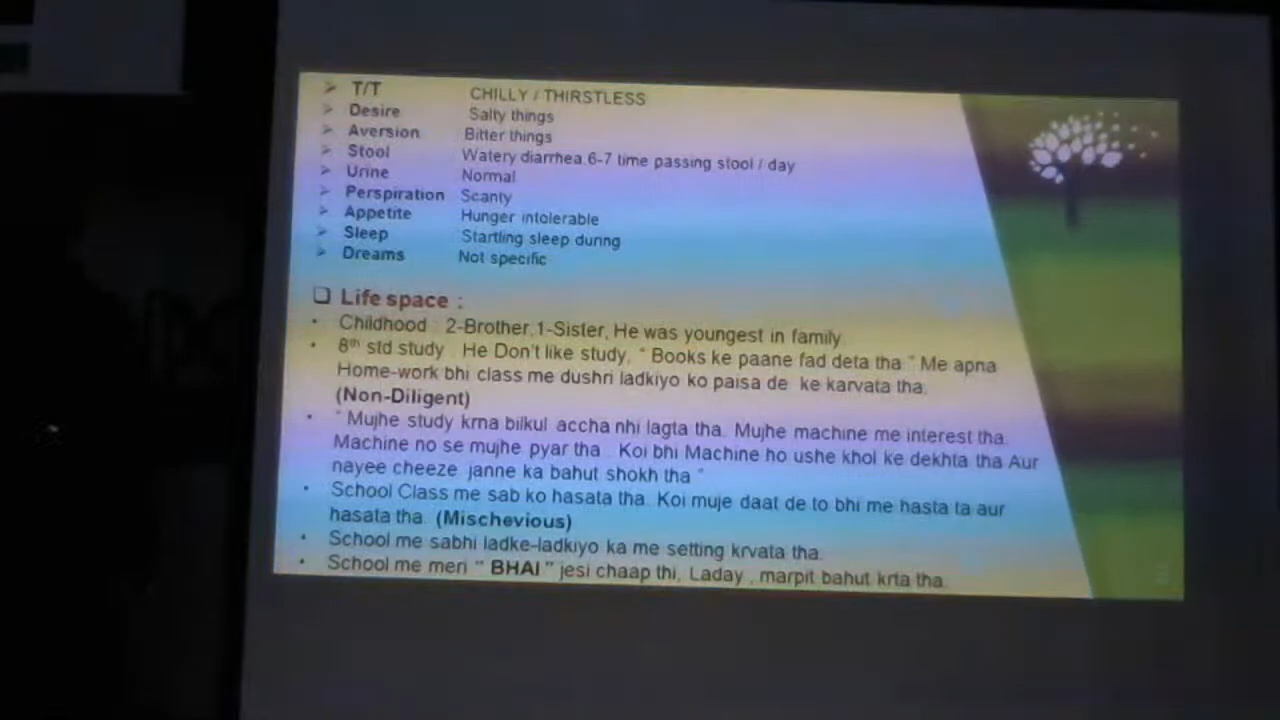 ➢ T/T CHILLY / THIRSTLESS
➢ Desire Salty things
➢ Aversion Bitter things
➢ Stool Watery diarrhea.6-7 time passing stool / day
➢ Urine Normal
➢ Perspiration Scanty
➢ Appetite Hunger intolerable
➢ Sleep Startling sleep during
➢ Dreams Not specific
❑ Life space :
• Childhood : 2-Brother,1-Sister, He was youngest in family.
• 8th std study . He Don't like study, " Books ke paane fad deta tha " Me apna
Home-work bhi class me dushri ladkiyo ko paisa de ke karvata tha.
(Non-Diligent)
• " Mujhe study krna bilkul accha nhi lagta tha. Mujhe machine me interest tha.
Machine no se mujhe pyar tha . Koi bhi Machine ho ushe khol ke dekhta tha Aur
nayee cheeze janne ka bahut shokh tha "
• School Class me sab ko hasata tha. Koi muje daat de to bhi me hasta ta aur
hasata tha. (Mischevious)
• School me sabhi ladke-ladkiyo ka me setting krvata tha.
• School me meri " BHAI " jesi chaap thi, Laday , marpit bahut krta tha.